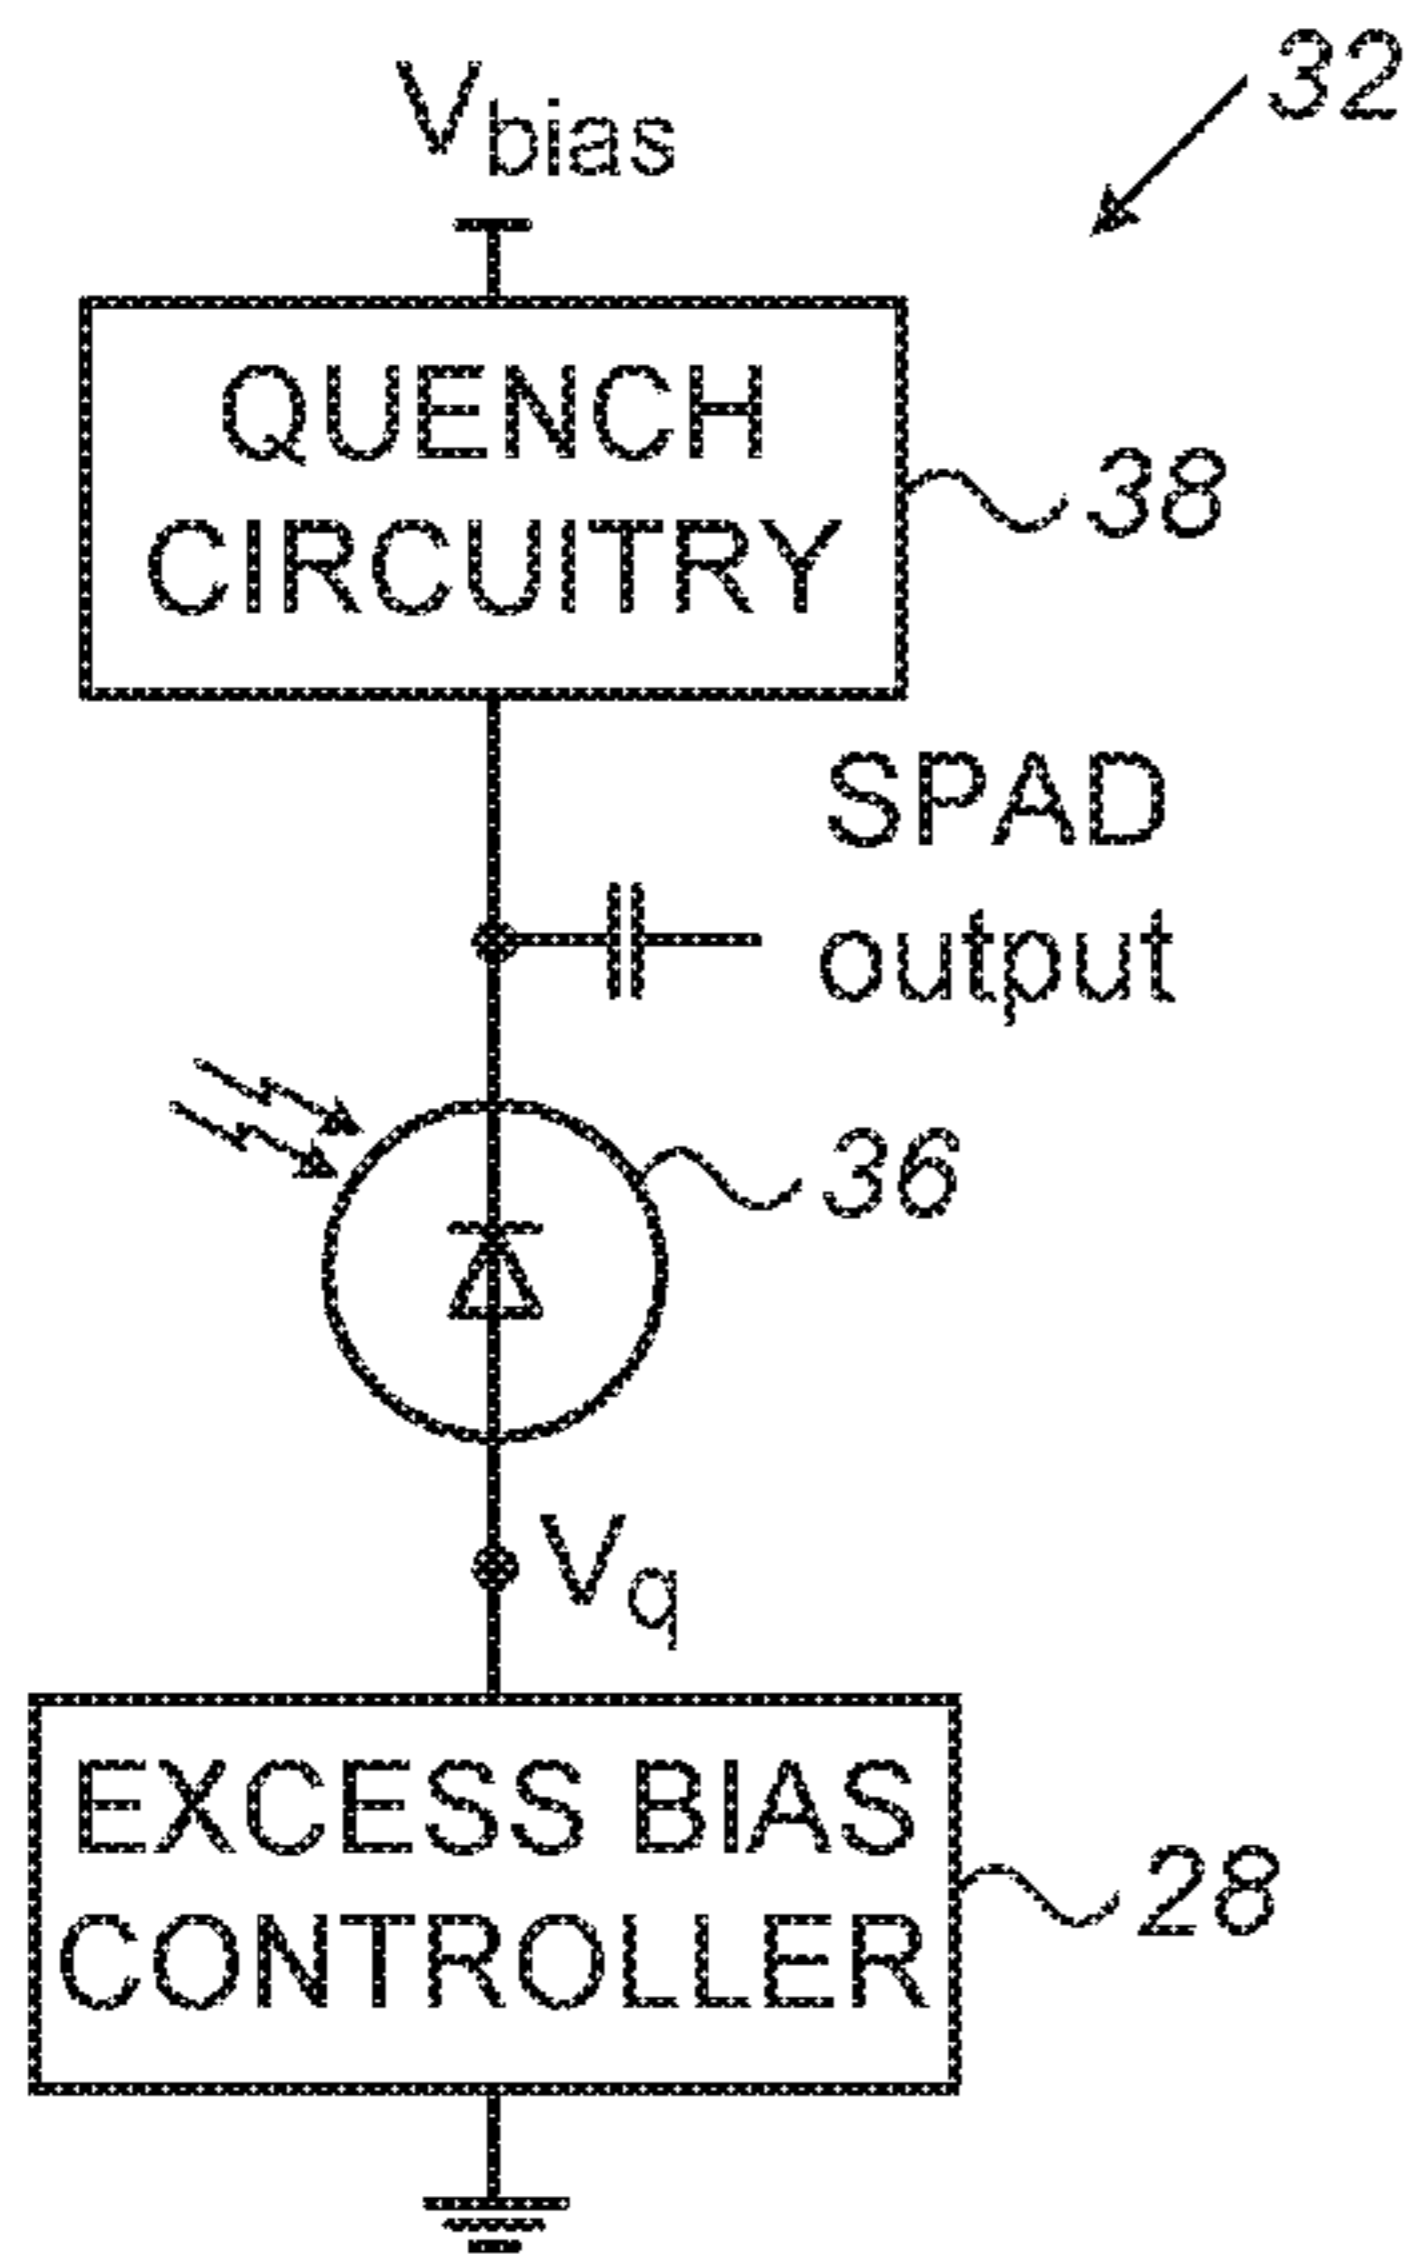 32
Vbias
QUENCH
CIRCUITRY
38
SPAD
output
36
Vq
EXCESS BIAS
CONTROLLER
28